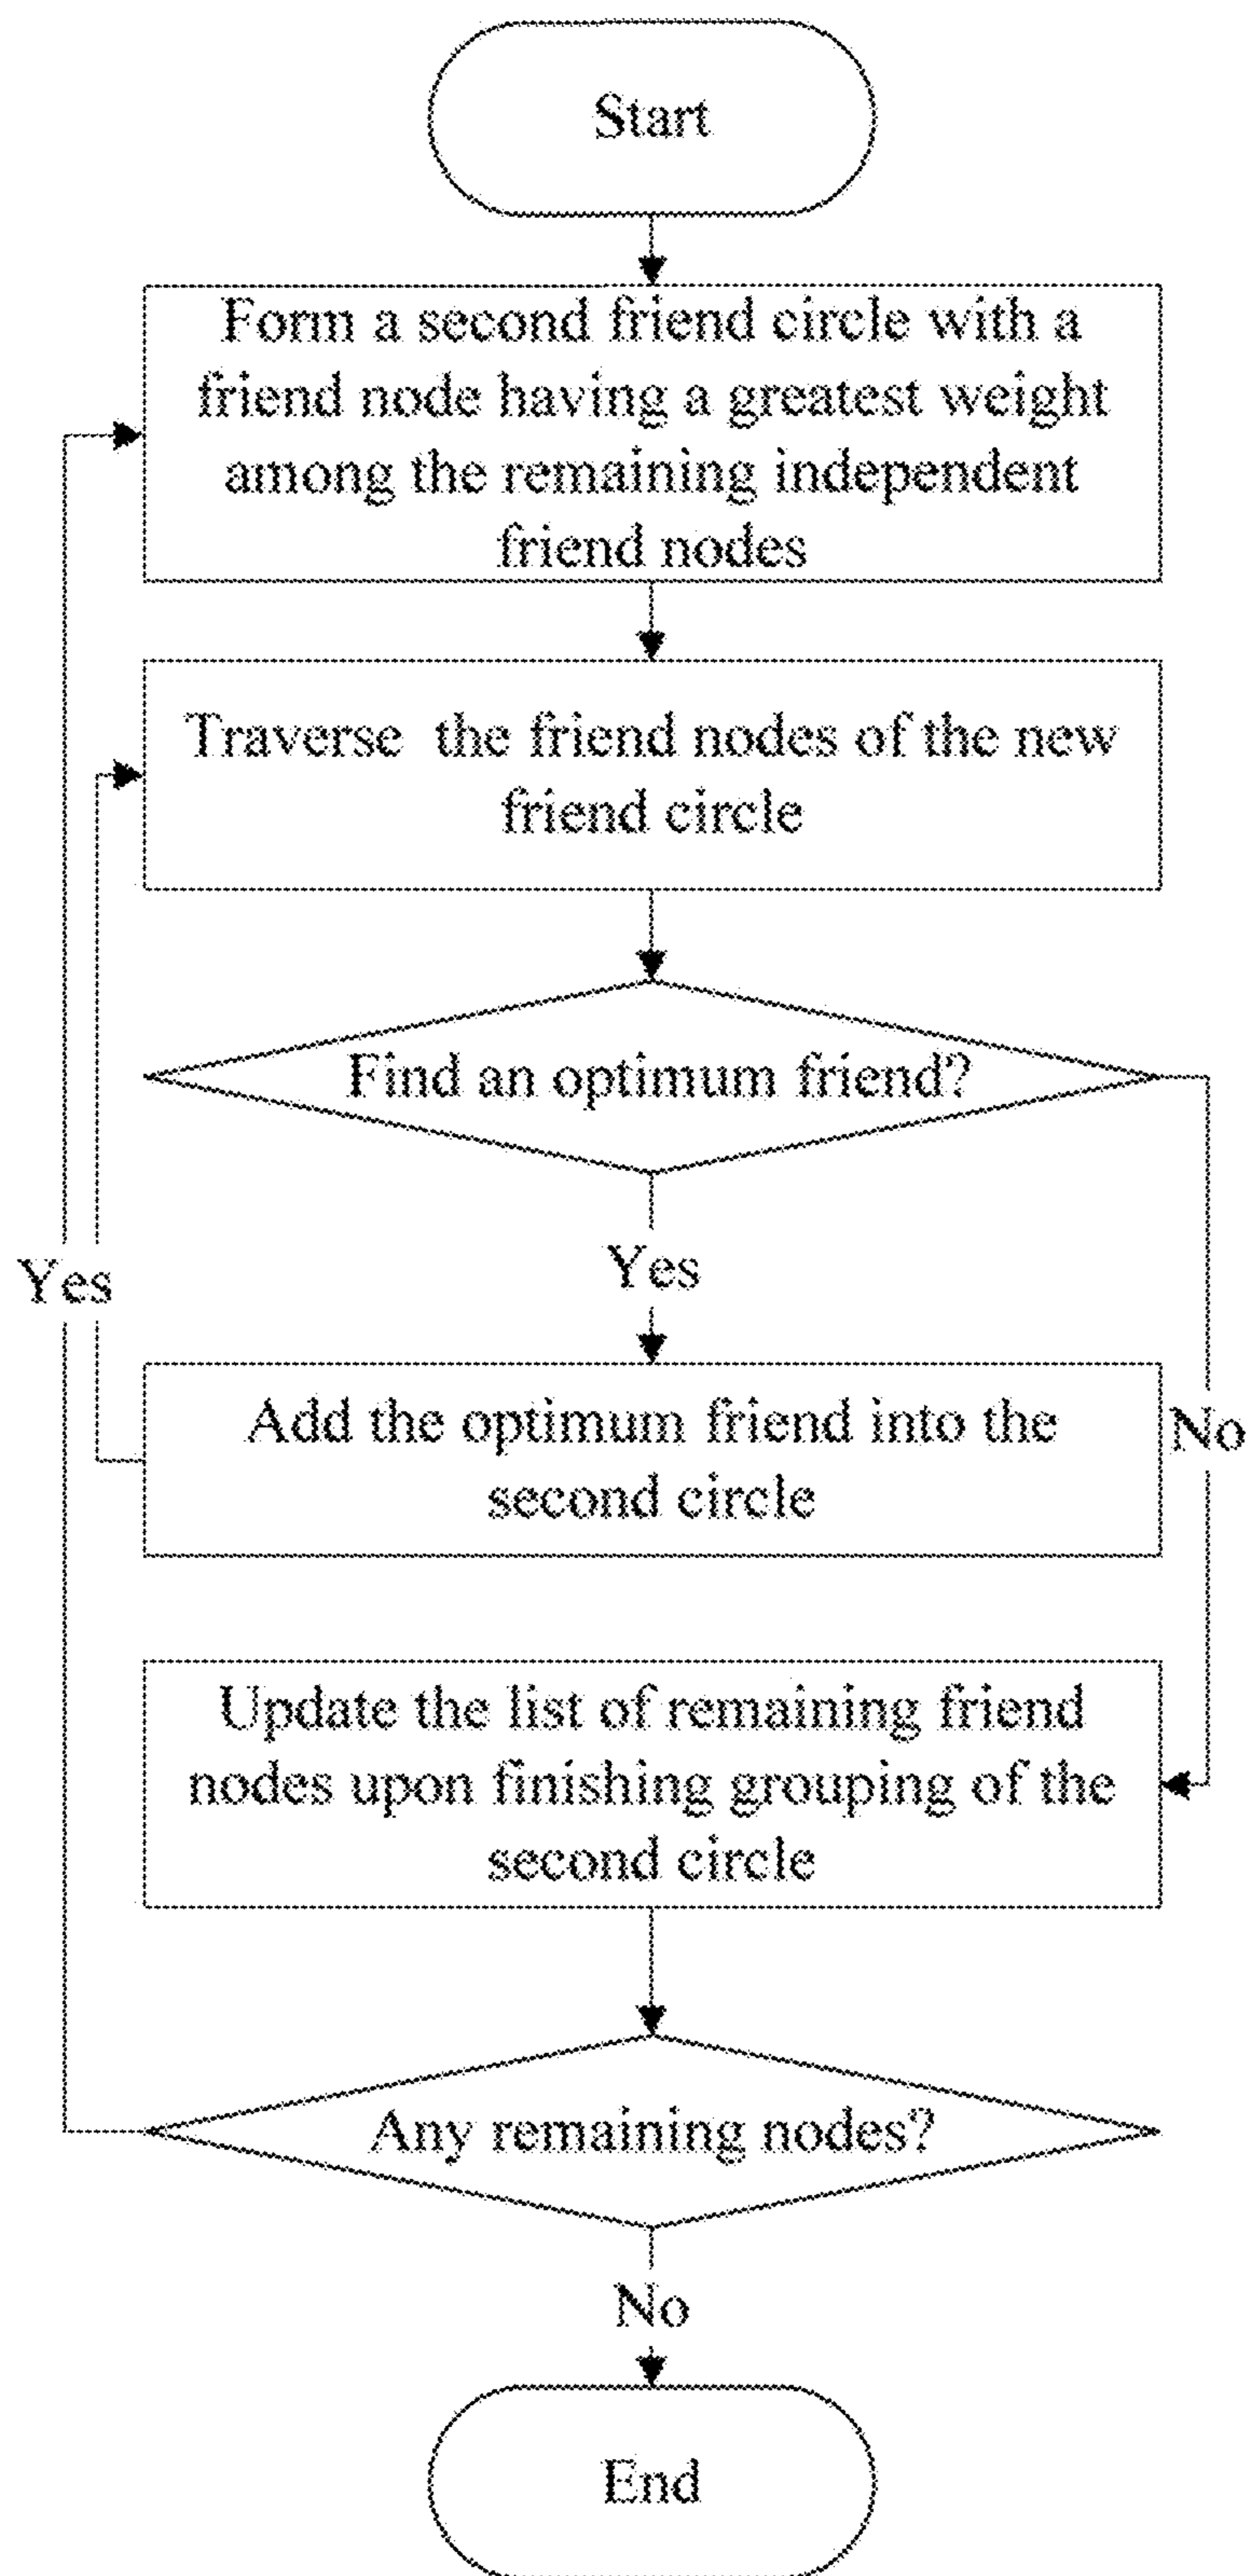 Start
Form a second friend circle with a
friend node having a greatest weight
among the remaining independent
friend nodes
Traverse the friend nodes of the new
friend circle
Find an optimum friend?
Yes
Yes
Add the optimum friend into the
second circle
No
Update the list of remaining friend
nodes upon finishing grouping of the
second circle
Any remaining nodes?
No
End